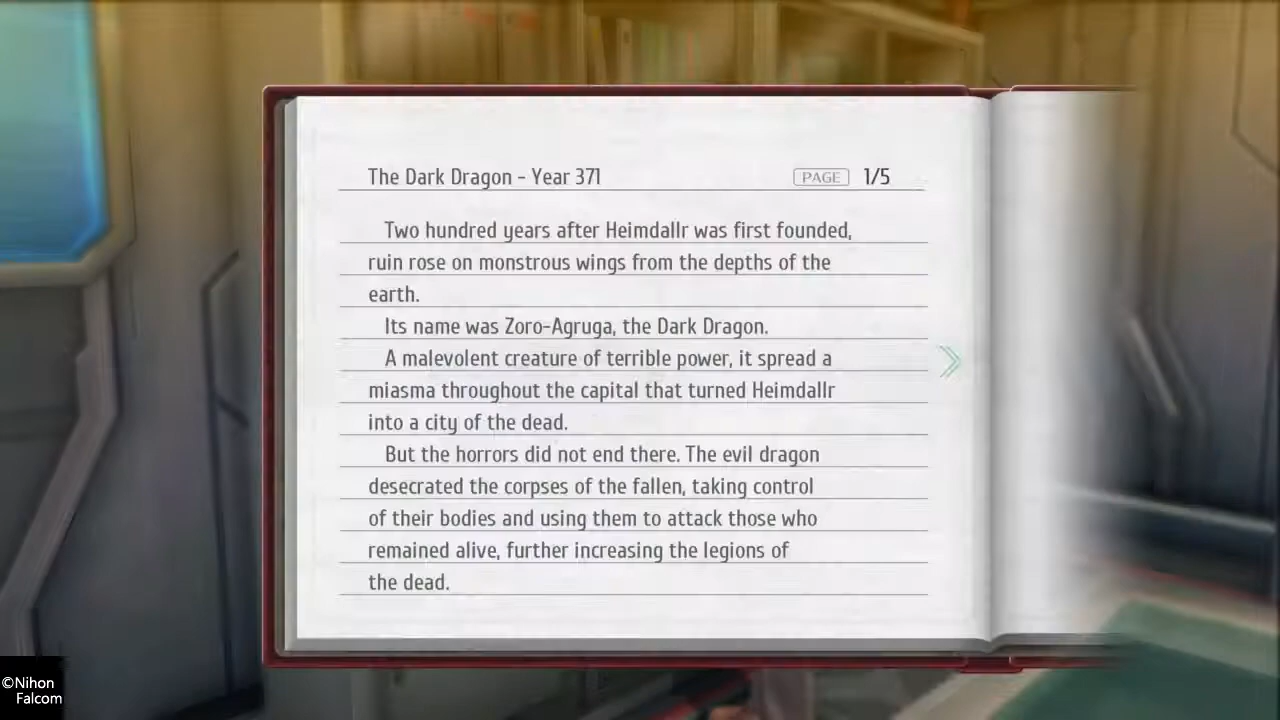 The Dark Dragon - Year 371 PAGE 1/5
Two hundred years after Heimdallr was first founded,
ruin rose on monstrous wings from the depths of the
earth.
Its name was Zoro-Agruga, the Dark Dragon.
A malevolent creature of terrible power, it spread a
miasma throughout the capital that turned Heimdallr
into a city of the dead.
But the horrors did not end there. The evil dragon
desecrated the corpses of the fallen, taking control
of their bodies and using them to attack those who
remained alive, further increasing the legions of
the dead.
©Nihon
Falcom